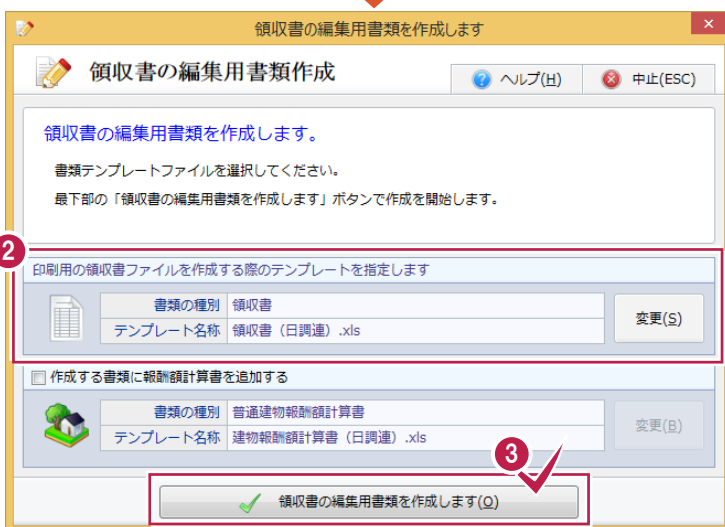 領収書の編集用書類を作成します
×
領収書の編集用書類作成
ヘルプ(H)
中止(ESC)
領収書の編集用書類を作成します。
書類テンプレートファイルを選択してください。
最下部の「領収書の編集用書類を作成します」ボタンで作成を開始します。
2
印刷用の領収書ファイルを作成する際のテンプレートを指定します
書類の種別 領収書
テンプレート名称 領収書（日調連）.xls
変更(S)
作成する書類に報酬額計算書を追加する
書類の種別 普通建物報酬額計算書
テンプレート名称 建物報酬額計算書（日調連）.xls
変更(B)
3
領収書の編集用書類を作成します(O)